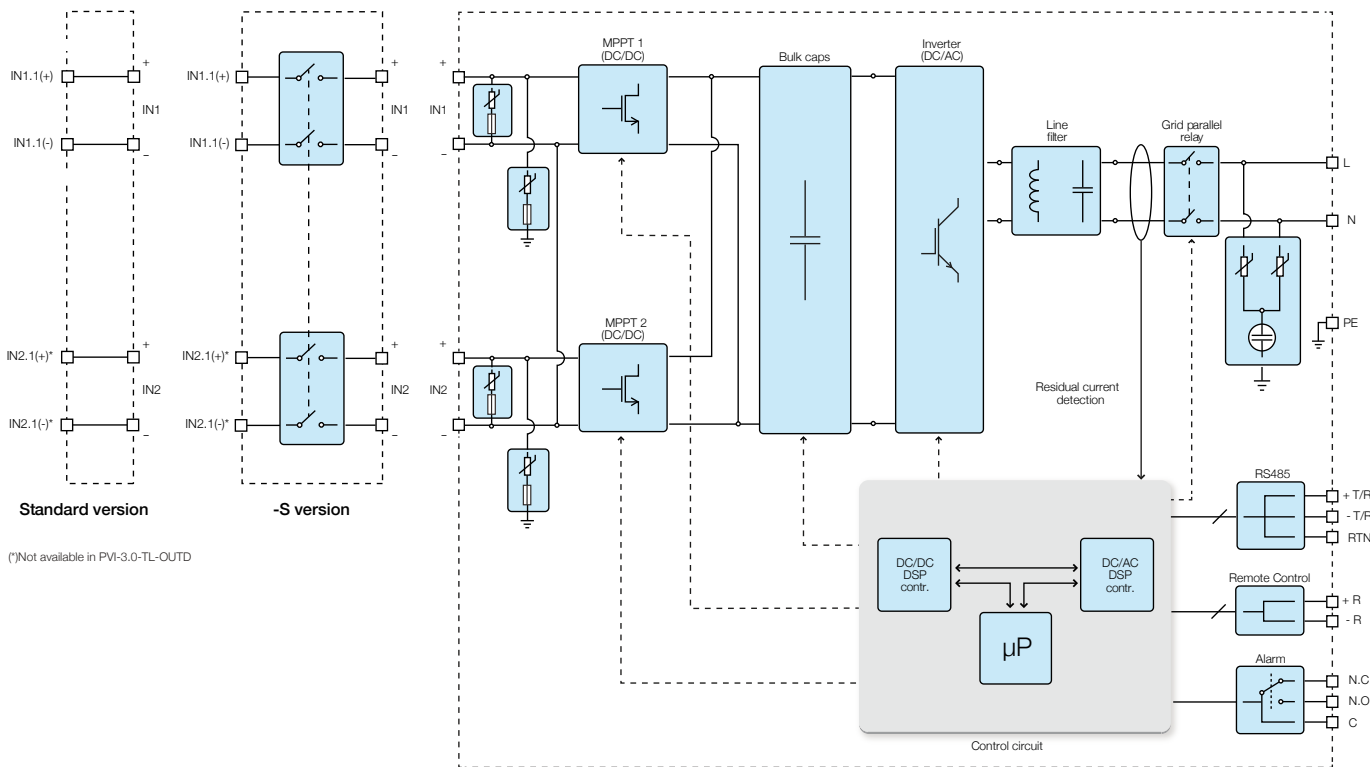 MPPT 1
(DC/DC)
Bulk caps
Inverter
(DC/AC)
Line
filter
Grid parallel
relay
IN1.1(+)
+
IN1
IN1.1(-)
–
IN1.1(+)
+
IN1
IN1.1(-)
–
+
IN1
–
L
N
PE
MPPT 2
(DC/DC)
IN2.1(+)*
+
IN2
IN2.1(-)*
–
IN2.1(+)*
+
IN2
IN2.1(-)*
–
+
IN2
–
Residual current
detection
Standard version
-S version
(*)Not available in PVI-3.0-TL-OUTD
RS485
+ T/R
- T/R
RTN
DC/DC
DSP
contr.
DC/AC
DSP
contr.
µP
Remote Control
+ R
- R
Alarm
N.C
N.O
C
Control circuit